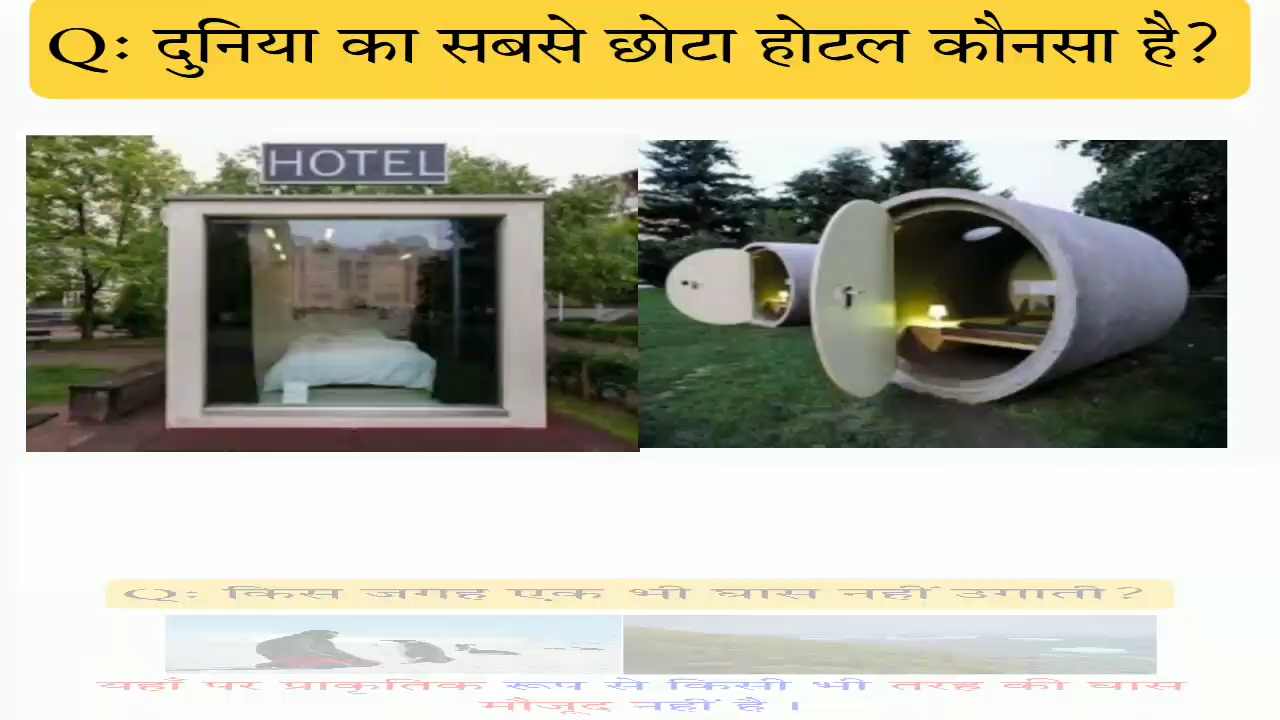 Q: दुनिया का सबसे छोटा होटल कौनसा है?
HOTEL
Q: किस जगह एक भी घास नहीं उगाती?
यहाँ पर प्राकृतिक रूप से किसी भी तरह की घास
मौजूद नहीं है ।